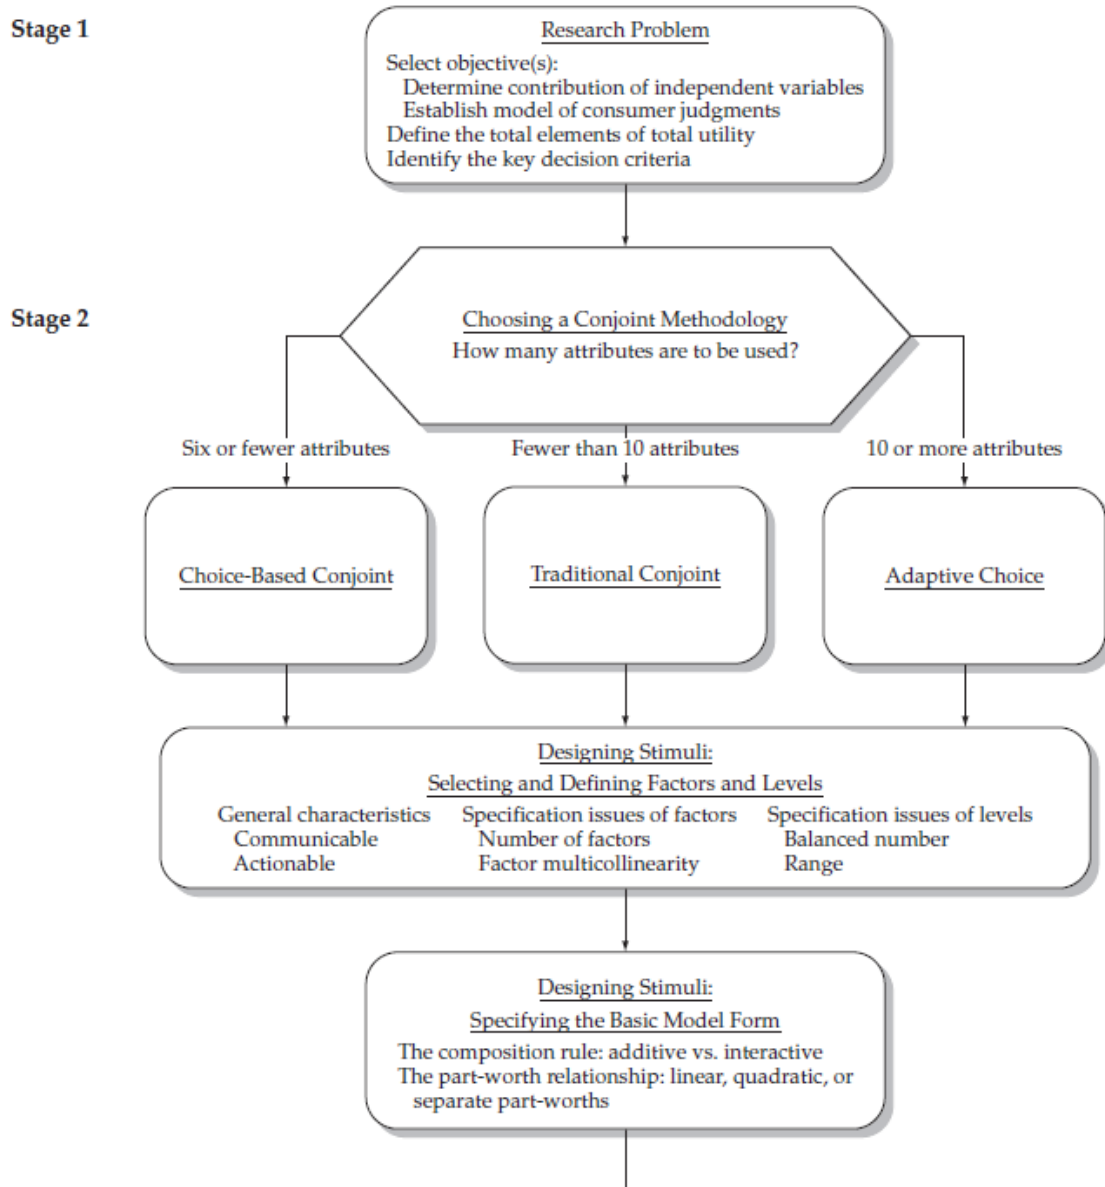 Stage 1
Research Problem
Select objective(s):
Determine contribution of independent variables
Establish model of consumer judgments
Define the total elements of total utility
Identify the key decision criteria
Stage 2
Choosing a Conjoint Methodology
How many attributes are to be used?
Six or fewer attributes
Fewer than 10 attributes
10 or more attributes
Choice-Based Conjoint
Traditional Conjoint
Adaptive Choice
Designing Stimuli:
Selecting and Defining Factors and Levels
General characteristics
Communicable
Actionable
Specification issues of factors
Number of factors
Factor multicollinearity
Specification issues of levels
Balanced number
Range
Designing Stimuli:
Specifying the Basic Model Form
The composition rule: additive vs. interactive
The part-worth relationship: linear, quadratic, or
separate part-worths